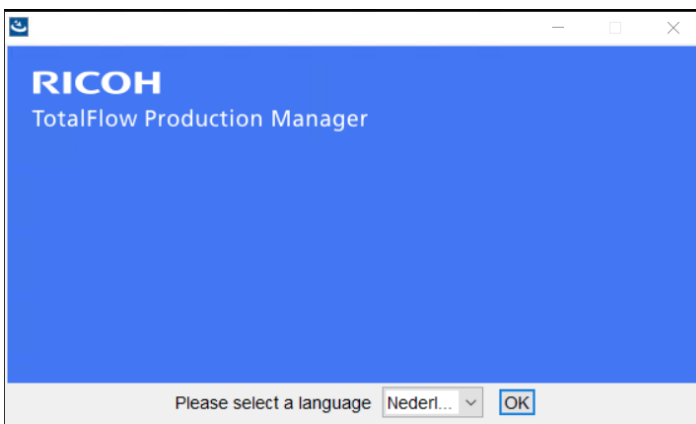 RICOH
TotalFlow Production Manager
Please select a language Nederl... OK